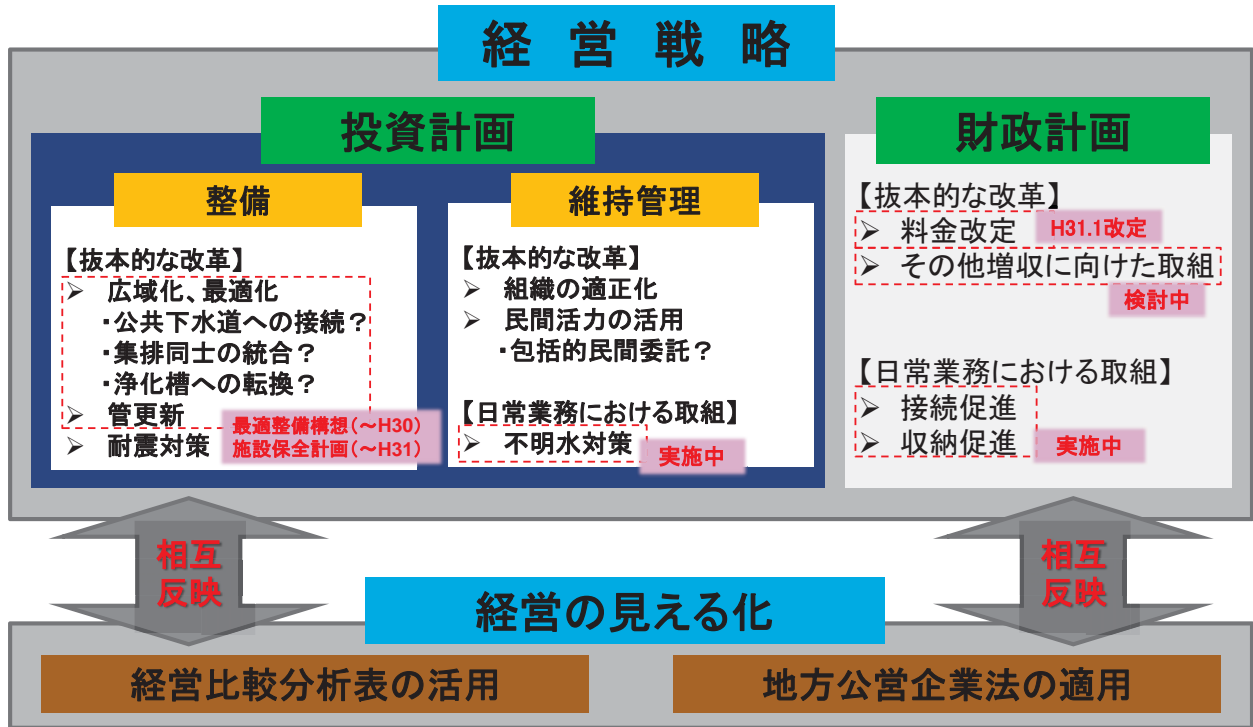 経 営 戦 略
投資計画
整備
【抜本的な改革】
➢ 広域化、最適化
・公共下水道への接続？
・集排同士の統合？
・浄化槽への転換？
➢ 管更新
➢ 耐震対策
最適整備構想（～H30）
施設保全計画（～H31）
維持管理
【抜本的な改革】
➢ 組織の適正化
➢ 民間活力の活用
・包括的民間委託？
【日常業務における取組】
➢ 不明水対策
実施中
財政計画
【抜本的な改革】
➢ 料金改定
H31.1改定
➢ その他増収に向けた取組
検討中
【日常業務における取組】
➢ 接続促進
➢ 収納促進
実施中
相互
反映
相互
反映
経営の見える化
経営比較分析表の活用
地方公営企業法の適用